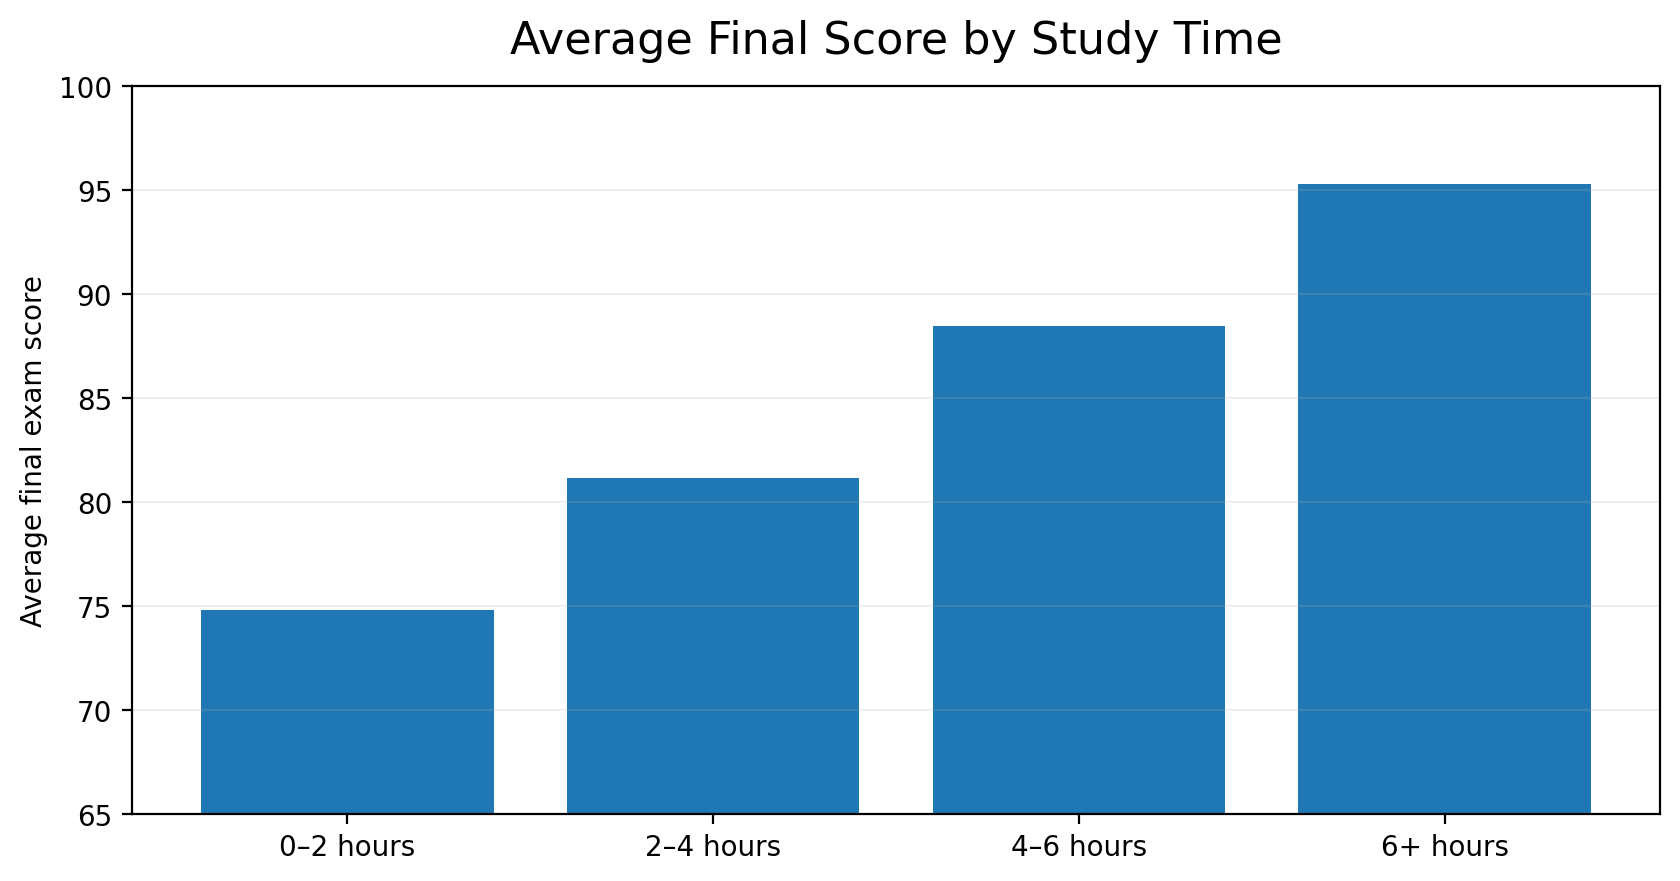 Average Final Score by Study Time
Average final exam score
100
95
90
85
80
75
70
65
0–2 hours
2–4 hours
4–6 hours
6+ hours